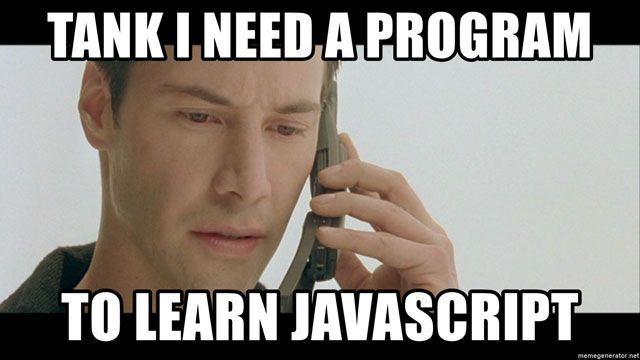 TANK I NEED A PROGRAM
TO LEARN JAVASCRIPT
memegenerator.net